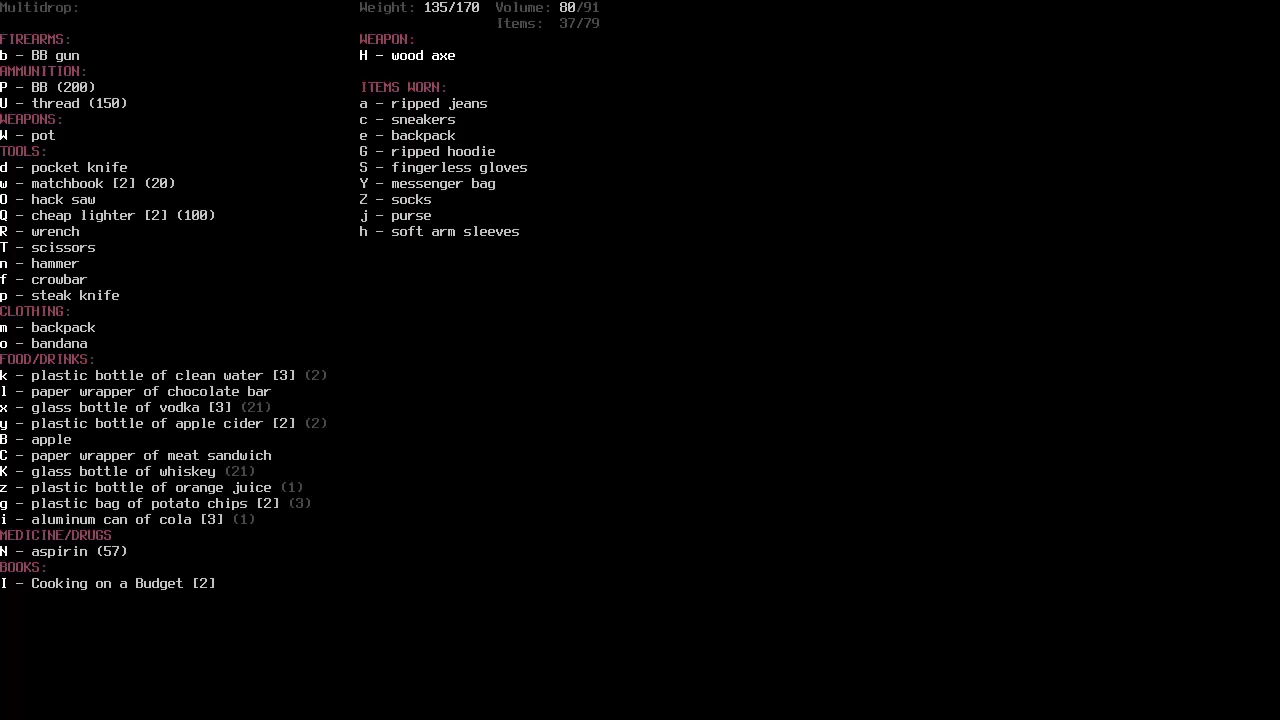 Multidrop:
Weight: 135/170  Volume: 80/91
Items:  37/79
FIREARMS:
b - BB gun
AMMUNITION:
P - BB (200)
U - thread (150)
WEAPONS:
W - pot
TOOLS:
d - pocket knife
w - matchbook [2] (20)
O - hack saw
Q - cheap lighter [2] (100)
R - wrench
T - scissors
n - hammer
f - crowbar
p - steak knife
CLOTHING:
m - backpack
o - bandana
FOOD/DRINKS:
k - plastic bottle of clean water [3] (2)
l - paper wrapper of chocolate bar
x - glass bottle of vodka [3] (21)
y - plastic bottle of apple cider [2] (2)
B - apple
C - paper wrapper of meat sandwich
K - glass bottle of whiskey (21)
z - plastic bottle of orange juice (1)
g - plastic bag of potato chips [2] (3)
i - aluminum can of cola [3] (1)
MEDICINE/DRUGS
N - aspirin (57)
BOOKS:
I - Cooking on a Budget [2]
WEAPON:
H - wood axe
ITEMS WORN:
a - ripped jeans
c - sneakers
e - backpack
G - ripped hoodie
S - fingerless gloves
Y - messenger bag
Z - socks
j - purse
h - soft arm sleeves